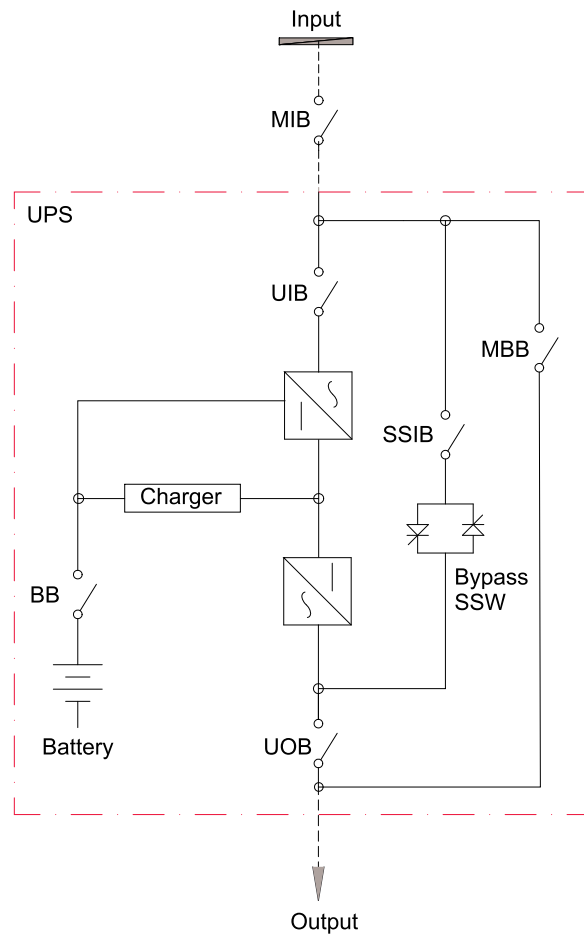 Input
MIB
UPS
UIB
MBB
SSIB
Charger
Bypass
SSW
BB
Battery
UOB
Output